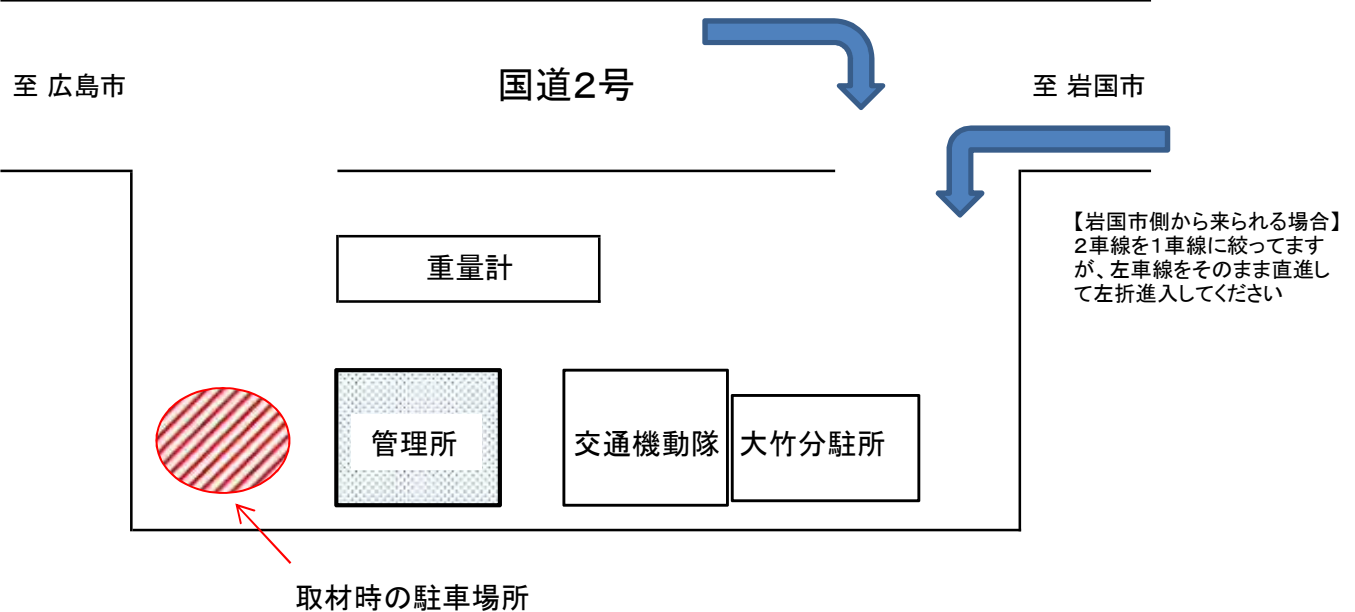 至 広島市
国道2号
至 岩国市
【岩国市側から来られる場合】
2車線を1車線に絞ってます
が、左車線をそのまま直進し
て左折進入してください
重量計
管理所
交通機動隊
大竹分駐所
取材時の駐車場所